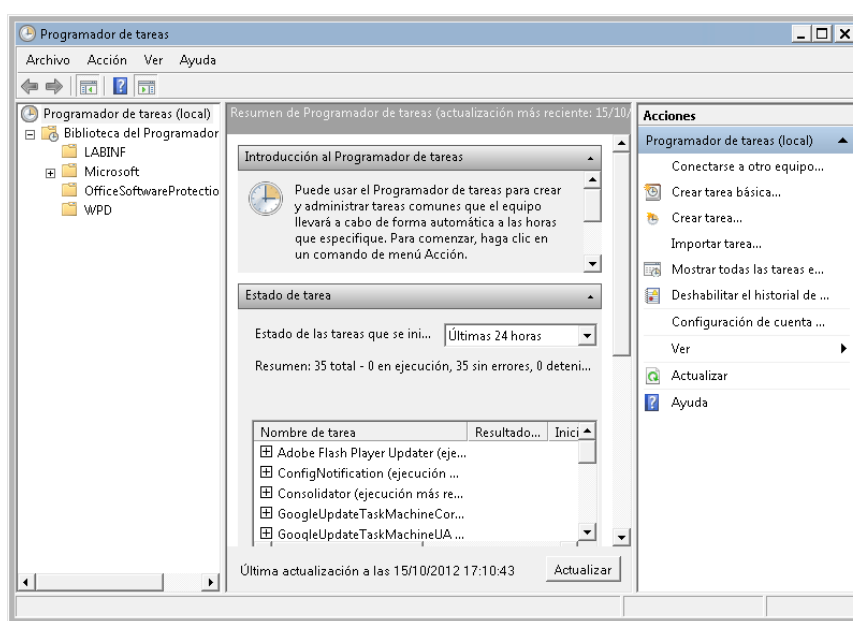 Programador de tareas
Archivo Acción Ver Ayuda
Programador de tareas (local)
Biblioteca del Programador
LABINF
Microsoft
OfficeSoftwareProtectio
WPD
Resumen de Programador de tareas (actualización más reciente: 15/10/
Introducción al Programador de tareas
Puede usar el Programador de tareas para crear
y administrar tareas comunes que el equipo
llevará a cabo de forma automática a las horas
que especifique. Para comenzar, haga clic en
un comando de menú Acción.
Estado de tarea
Estado de las tareas que se ini... Últimas 24 horas
Resumen: 35 total - 0 en ejecución, 35 sin errores, 0 deteni...
Nombre de tarea Resultado... Inici
Adobe Flash Player Updater (eje...
ConfigNotification (ejecución ...
Consolidator (ejecución más re...
GoogleUpdateTaskMachineCor...
GoogleUpdateTaskMachineUA ...
Última actualización a las 15/10/2012 17:10:43 Actualizar
Acciones
Programador de tareas (local)
Conectarse a otro equipo...
Crear tarea básica...
Crear tarea...
Importar tarea...
Mostrar todas las tareas e...
Deshabilitar el historial de ...
Configuración de cuenta ...
Ver
Actualizar
Ayuda